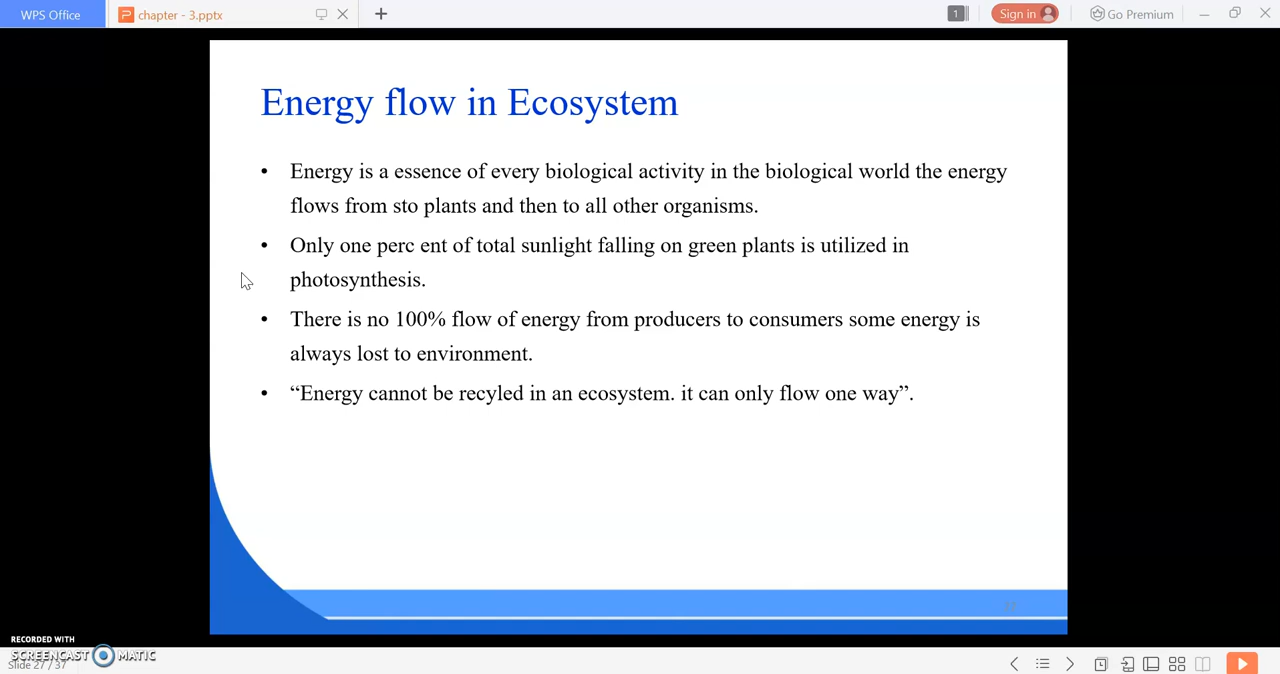 WPS Office
chapter - 3.pptx
1
Sign in
Go Premium
Energy flow in Ecosystem
• Energy is a essence of every biological activity in the biological world the energy
flows from sto plants and then to all other organisms.
• Only one perc ent of total sunlight falling on green plants is utilized in
photosynthesis.
• There is no 100% flow of energy from producers to consumers some energy is
always lost to environment.
• “Energy cannot be recyled in an ecosystem. it can only flow one way”.
RECORDED WITH
SCREENCAST MATIC
Slide 27 / 37